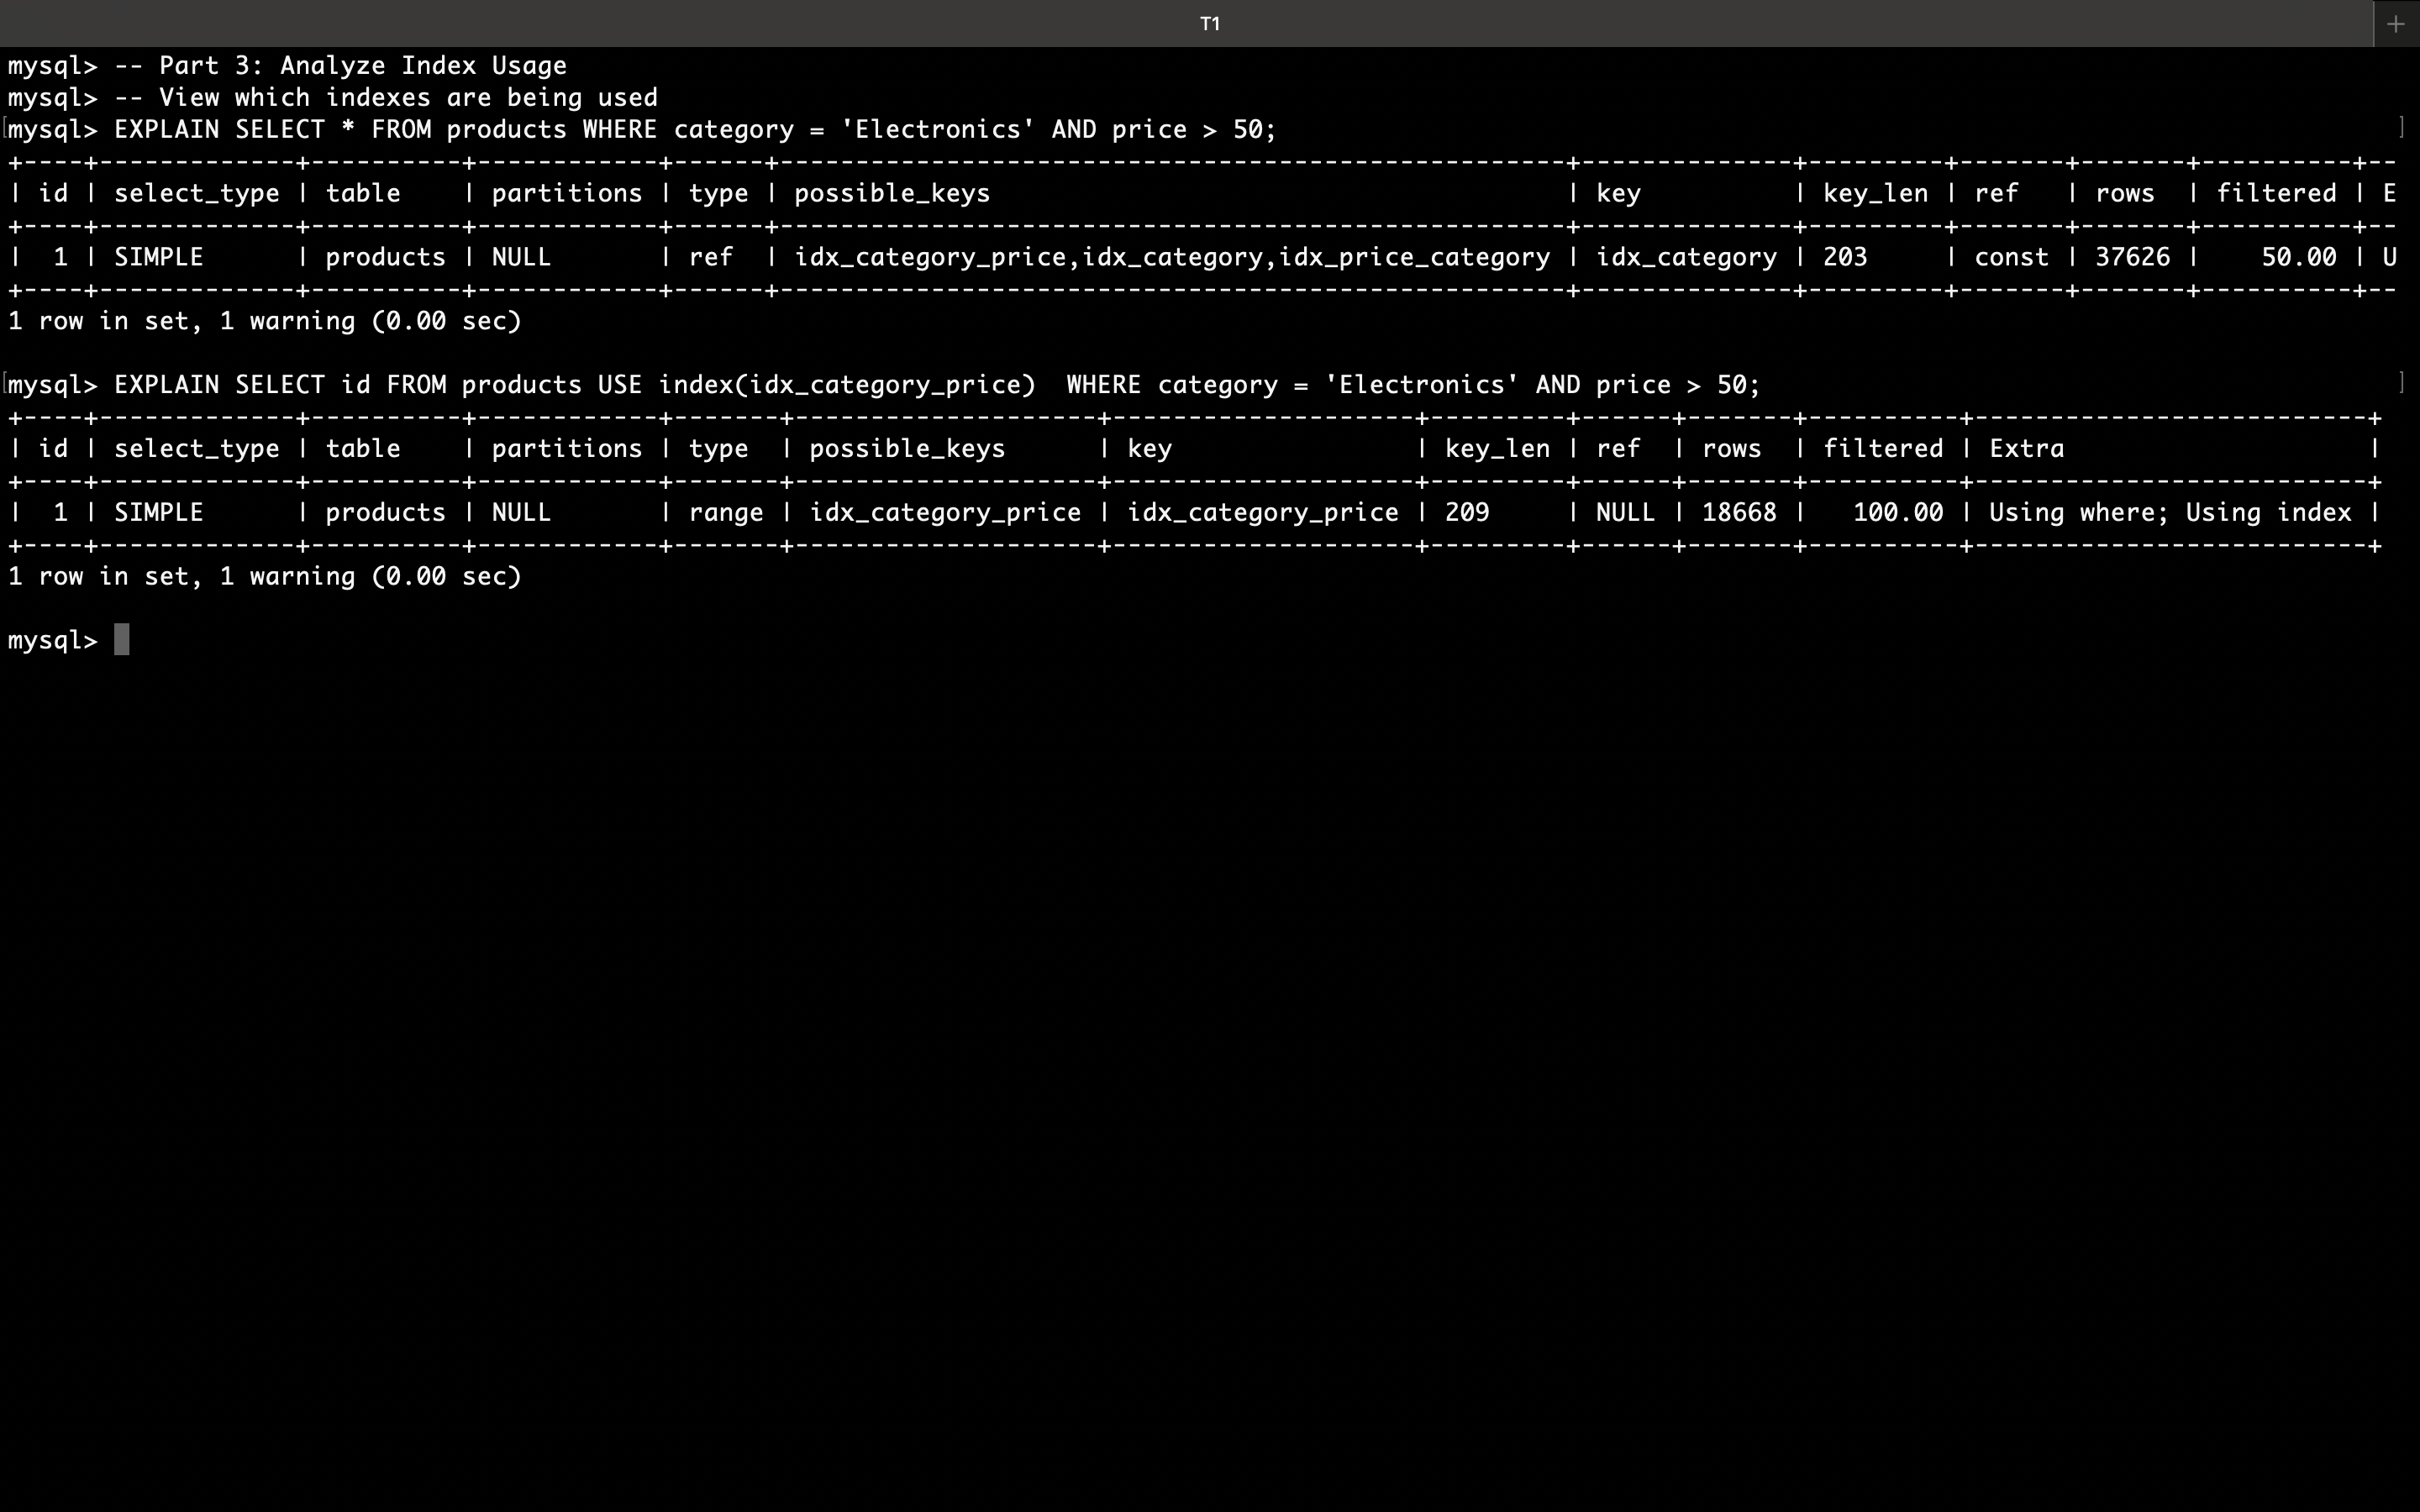 T1
+
mysql> -- Part 3: Analyze Index Usage
mysql> -- View which indexes are being used
[mysql> EXPLAIN SELECT * FROM products WHERE category = 'Electronics' AND price > 50; ]
+----+-------------+----------+------------+------+----------------------------------------------------+--------------+---------+-------+-------+----------+--
| id | select_type | table    | partitions | type | possible_keys                                      | key          | key_len | ref   | rows  | filtered | E
+----+-------------+----------+------------+------+----------------------------------------------------+--------------+---------+-------+-------+----------+--
|  1 | SIMPLE      | products | NULL       | ref  | idx_category_price,idx_category,idx_price_category | idx_category | 203     | const | 37626 |    50.00 | U
+----+-------------+----------+------------+------+----------------------------------------------------+--------------+---------+-------+-------+----------+--
1 row in set, 1 warning (0.00 sec)
[mysql> EXPLAIN SELECT id FROM products USE index(idx_category_price)  WHERE category = 'Electronics' AND price > 50; ]
+----+-------------+----------+------------+-------+--------------------+--------------------+---------+------+-------+----------+--------------------------+
| id | select_type | table    | partitions | type  | possible_keys      | key                | key_len | ref  | rows  | filtered | Extra                    |
+----+-------------+----------+------------+-------+--------------------+--------------------+---------+------+-------+----------+--------------------------+
|  1 | SIMPLE      | products | NULL       | range | idx_category_price | idx_category_price | 209     | NULL | 18668 |   100.00 | Using where; Using index |
+----+-------------+----------+------------+-------+--------------------+--------------------+---------+------+-------+----------+--------------------------+
1 row in set, 1 warning (0.00 sec)
mysql>